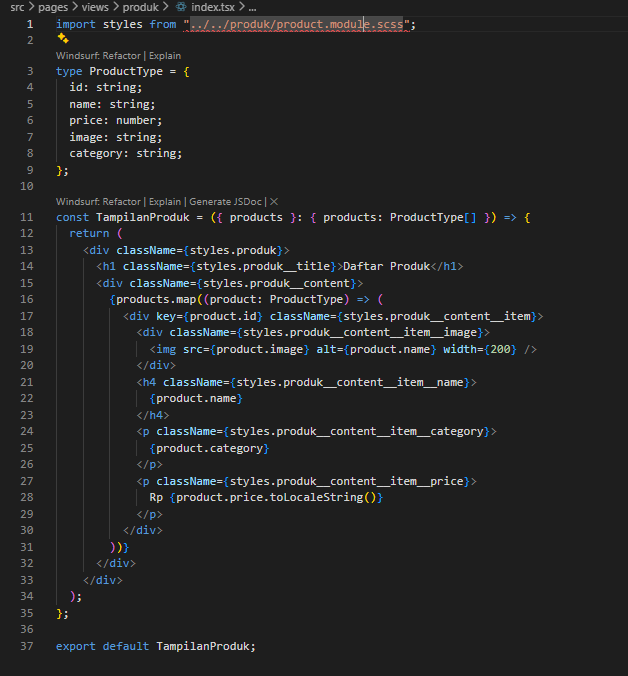 src > pages > views > produk > index.tsx > ...
1 import styles from "../../produk/product.module.scss";
2
Windsurf: Refactor | Explain
3 type ProductType = {
4 id: string;
5 name: string;
6 price: number;
7 image: string;
8 category: string;
9 };
10
Windsurf: Refactor | Explain | Generate JSDoc | ×
11 const TampilanProduk = ({ products }: { products: ProductType[] }) => {
12 return (
13 <div className={styles.produk}>
14 <h1 className={styles.produk__title}>Daftar Produk</h1>
15 <div className={styles.produk__content}>
16 {products.map((product: ProductType) => (
17 <div key={product.id} className={styles.produk__content__item}>
18 <div className={styles.produk__content__item__image}>
19 <img src={product.image} alt={product.name} width={200} />
20 </div>
21 <h4 className={styles.produk__content__item__name}>
22 {product.name}
23 </h4>
24 <p className={styles.produk__content__item__category}>
25 {product.category}
26 </p>
27 <p className={styles.produk__content__item__price}>
28 Rp {product.price.toLocaleString()}
29 </p>
30 </div>
31 ))}
32 </div>
33 </div>
34 );
35 };
36
37 export default TampilanProduk;